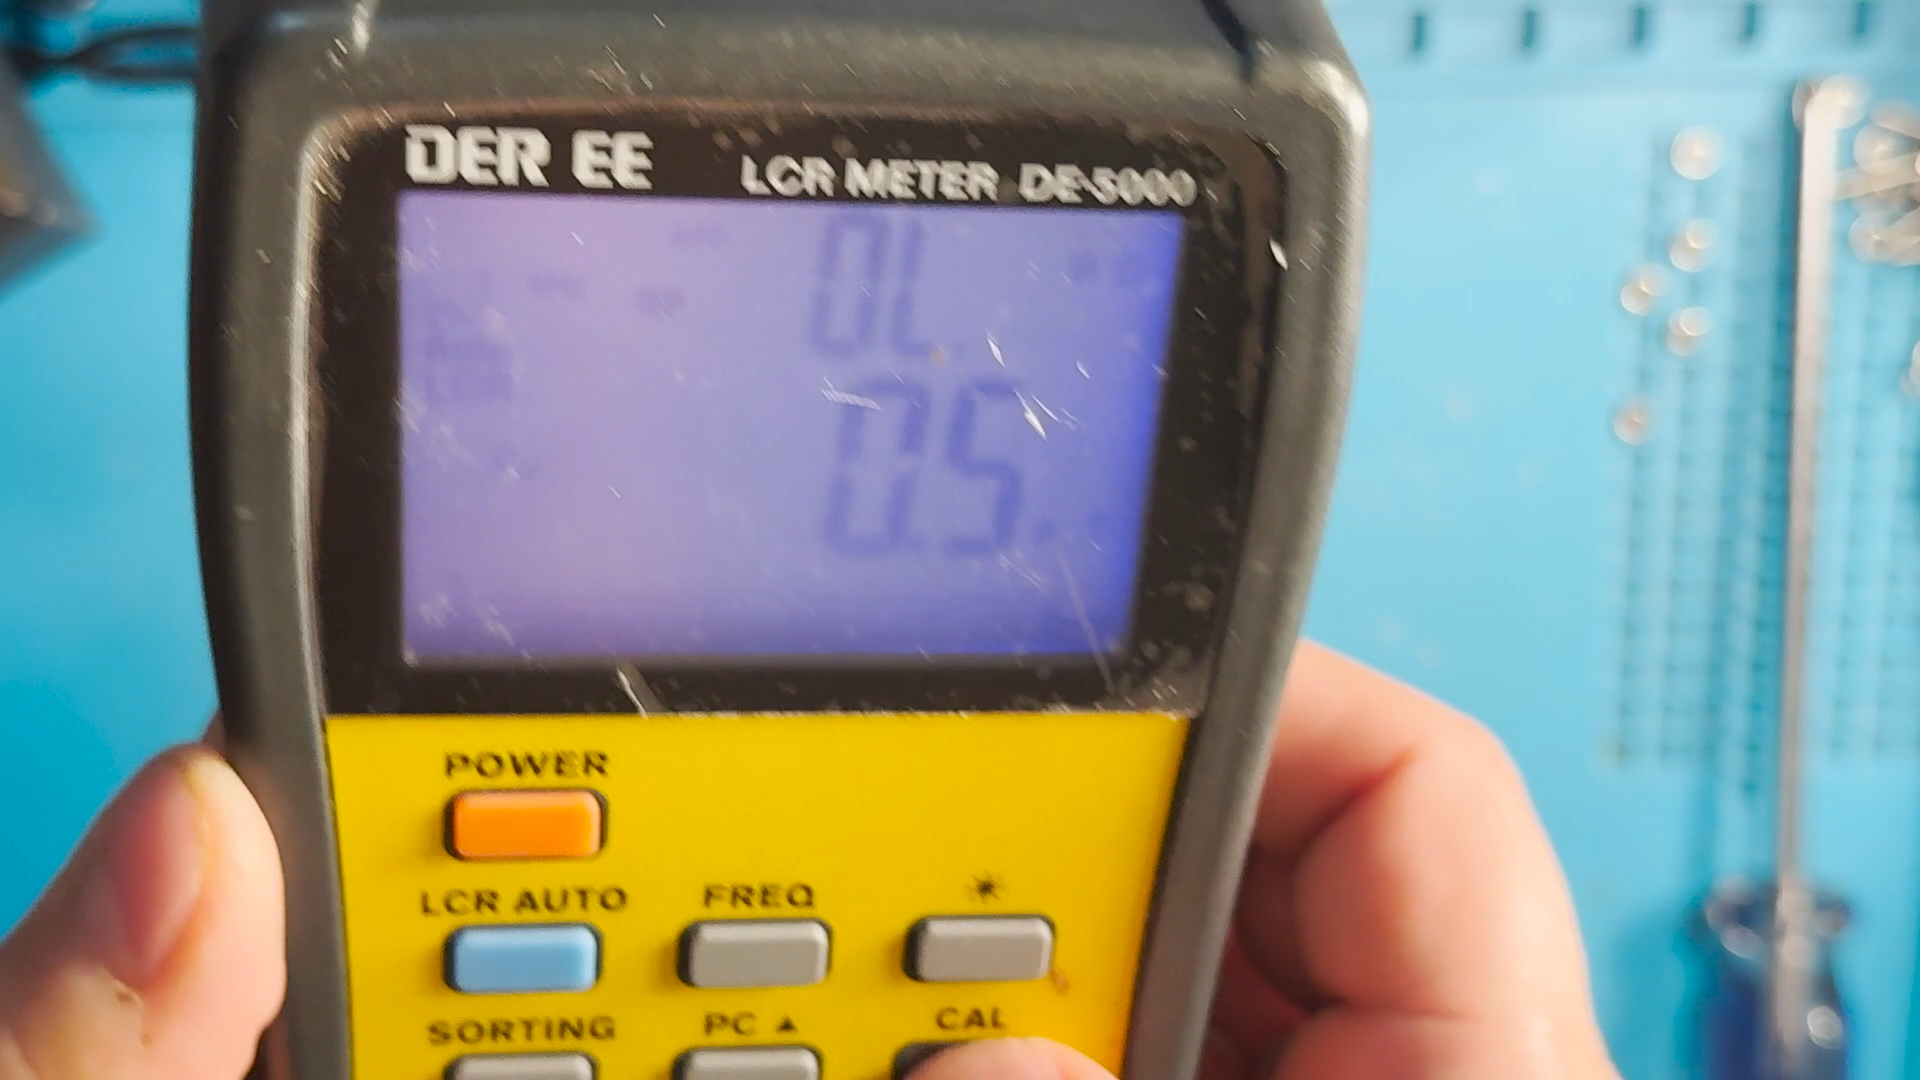 DER EE LCR METER DE-5000
OL
0.5
POWER
LCR AUTO FREQ
SORTING PC ▲ CAL